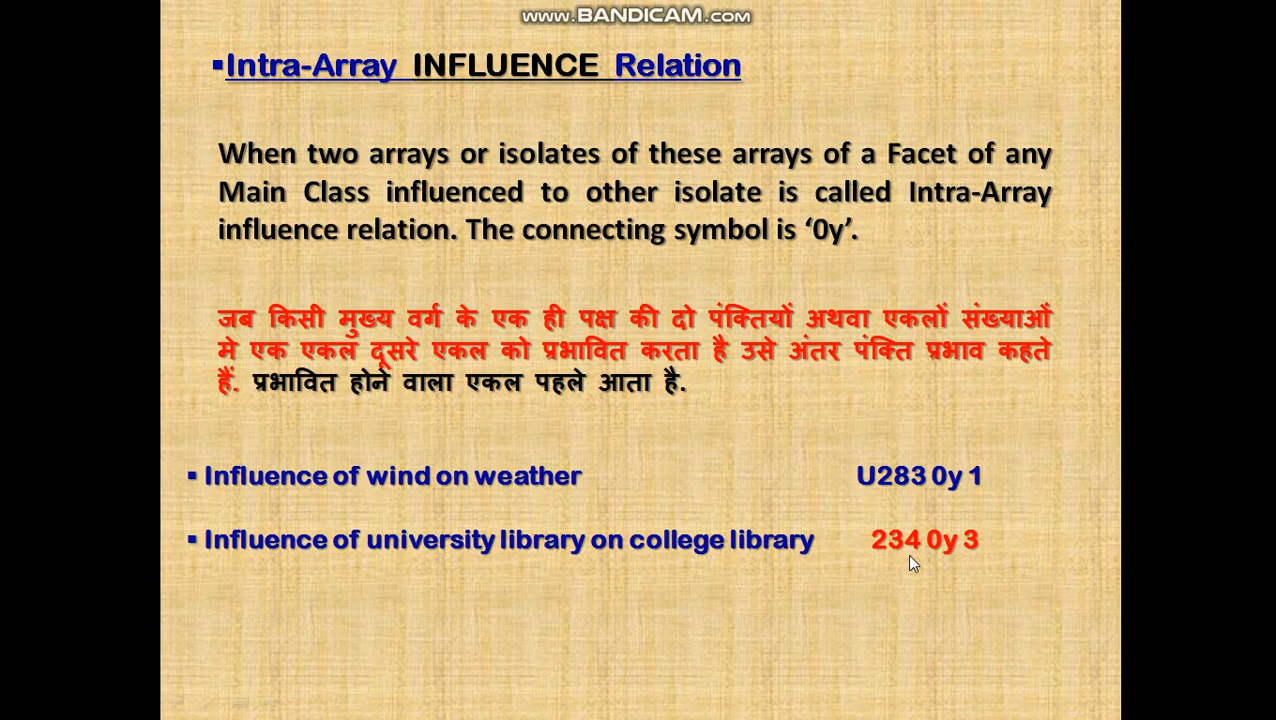 www.BANDICAM.com
▪Intra-Array INFLUENCE Relation
When two arrays or isolates of these arrays of a Facet of any
Main Class influenced to other isolate is called Intra-Array
influence relation. The connecting symbol is ‘0y’.
जब किसी मुख्य वर्ग के एक ही पक्ष की दो पंक्तियों अथवा एकलों संख्याओं
मे एक एकल दूसरे एकल को प्रभावित करता है उसे अंतर पंक्ति प्रभाव कहते
हैं. प्रभावित होने वाला एकल पहले आता है.
▪ Influence of wind on weather U283 0y 1
▪ Influence of university library on college library 234 0y 3